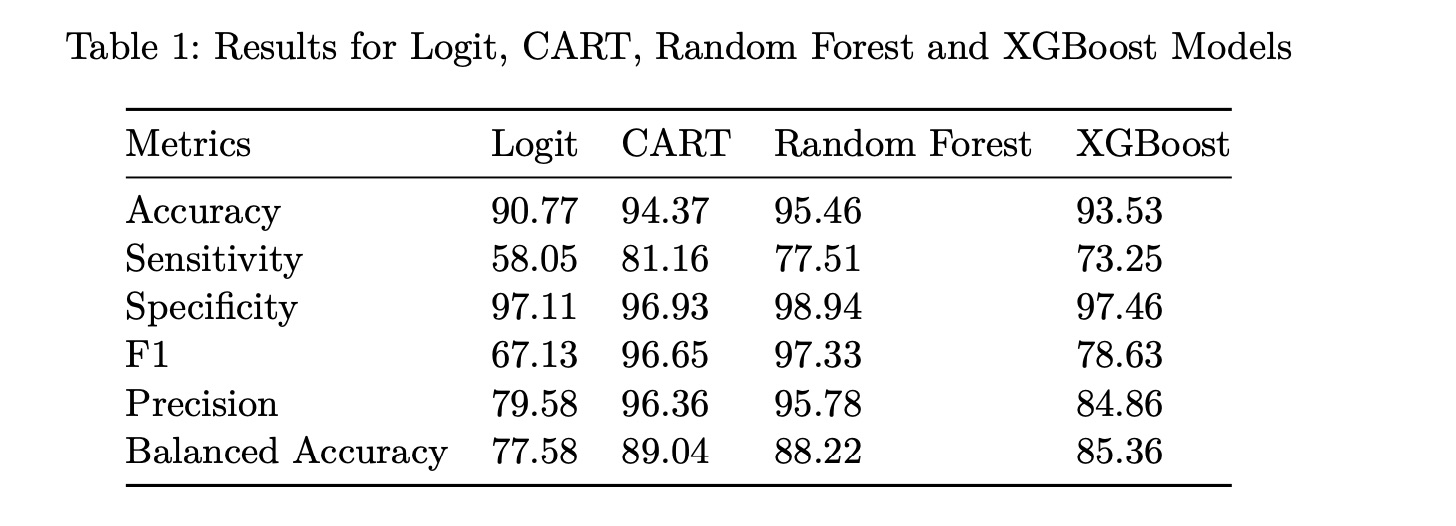 Table 1: Results for Logit, CART, Random Forest and XGBoost Models
Metrics Logit CART Random Forest XGBoost
Accuracy 90.77 94.37 95.46 93.53
Sensitivity 58.05 81.16 77.51 73.25
Specificity 97.11 96.93 98.94 97.46
F1 67.13 96.65 97.33 78.63
Precision 79.58 96.36 95.78 84.86
Balanced Accuracy 77.58 89.04 88.22 85.36